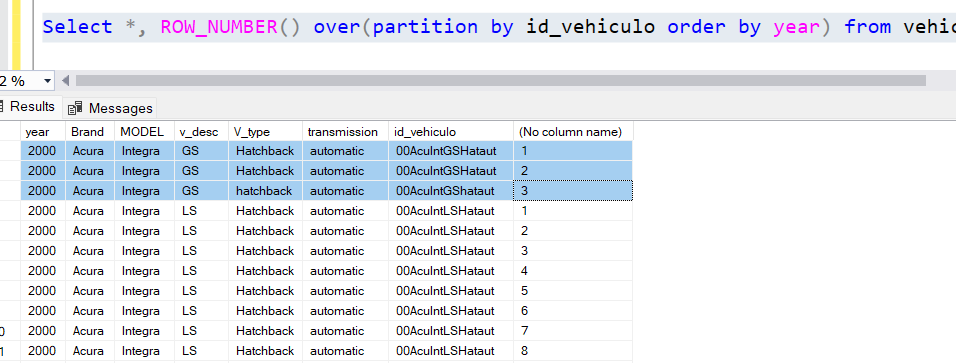 Select *, ROW_NUMBER() over(partition by id_vehiculo order by year) from vehic
2 %
Results Messages
year Brand MODEL v_desc V_type transmission id_vehiculo (No column name)
2000 Acura Integra GS Hatchback automatic 00AcuIntGSHataut 1
2000 Acura Integra GS Hatchback automatic 00AcuIntGSHataut 2
2000 Acura Integra GS hatchback automatic 00AcuIntGShataut 3
2000 Acura Integra LS Hatchback automatic 00AcuIntLSHataut 1
2000 Acura Integra LS Hatchback automatic 00AcuIntLSHataut 2
2000 Acura Integra LS Hatchback automatic 00AcuIntLSHataut 3
2000 Acura Integra LS Hatchback automatic 00AcuIntLSHataut 4
2000 Acura Integra LS Hatchback automatic 00AcuIntLSHataut 5
2000 Acura Integra LS Hatchback automatic 00AcuIntLSHataut 6
0 2000 Acura Integra LS Hatchback automatic 00AcuIntLSHataut 7
1 2000 Acura Integra LS Hatchback automatic 00AcuIntLSHataut 8